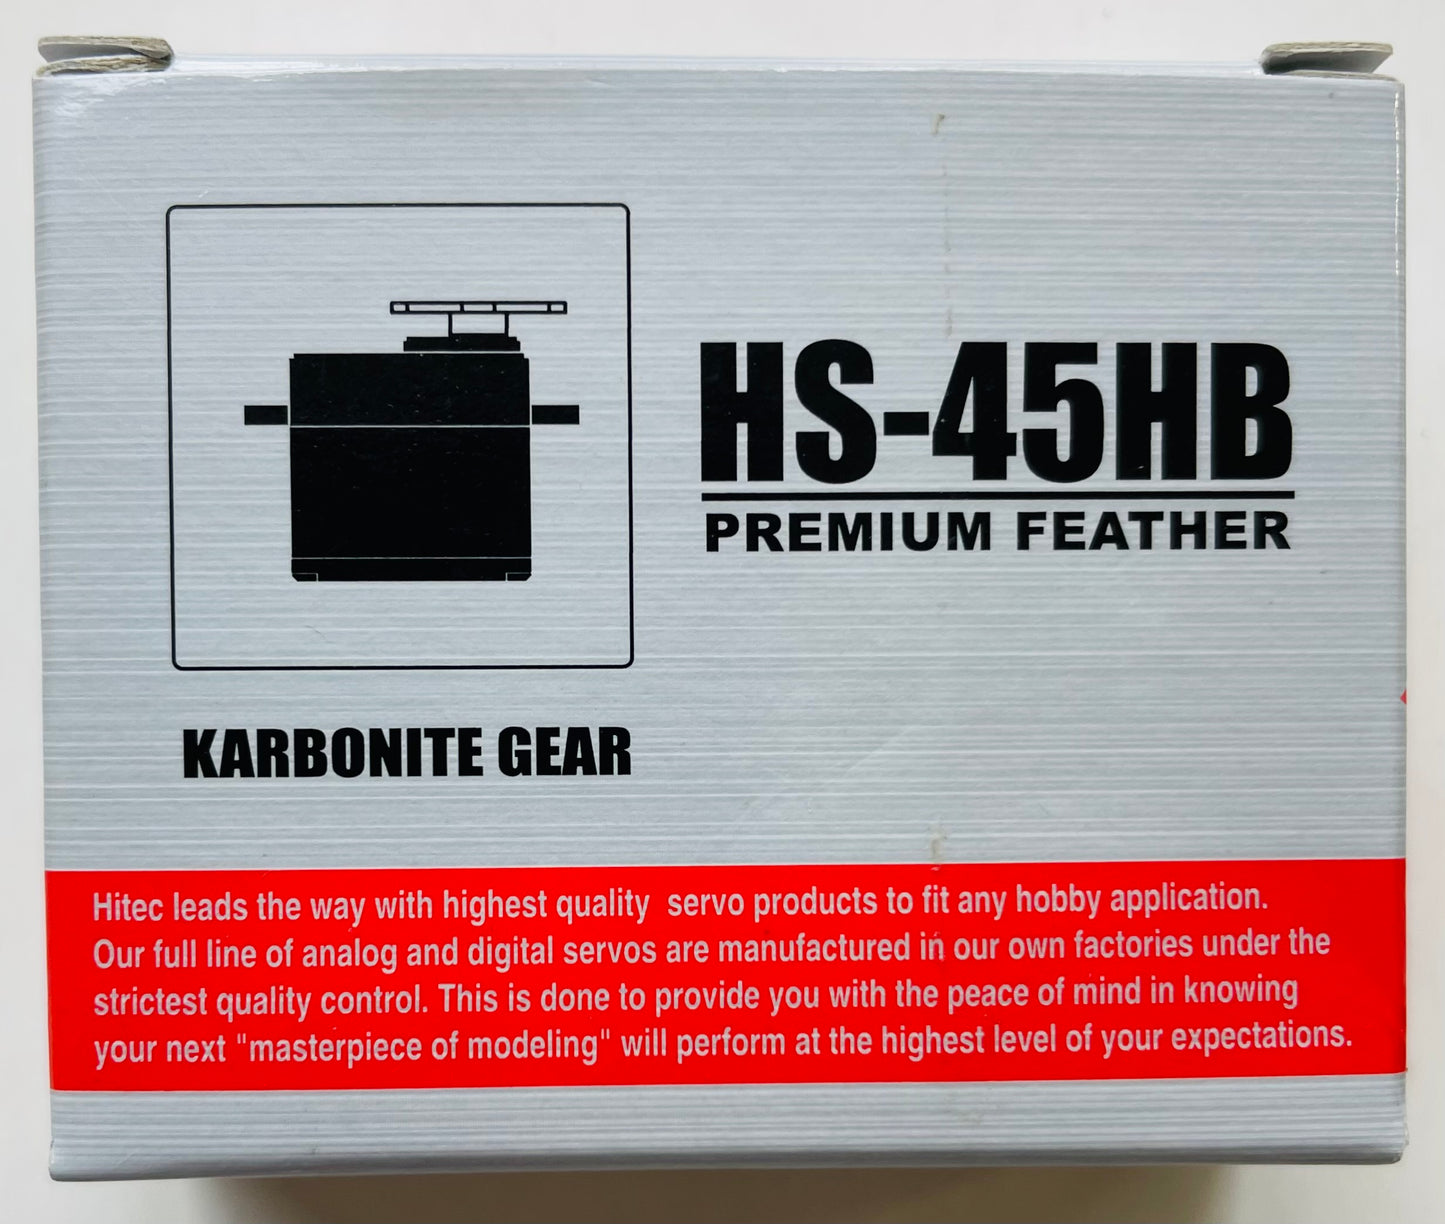 HS-45HB
PREMIUM FEATHER
KARBONITE GEAR
Hitec leads the way with highest quality servo products to fit any hobby application.
Our full line of analog and digital servos are manufactured in our own factories under the
strictest quality control. This is done to provide you with the peace of mind in knowing
your next "masterpiece of modeling" will perform at the highest level of your expectations.